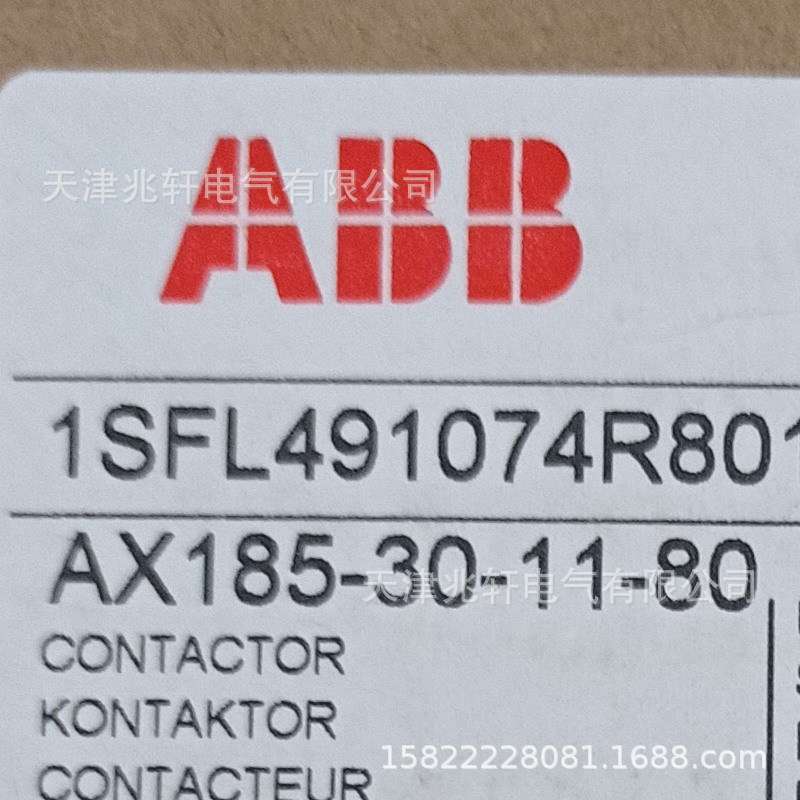 ABB
天津兆轩电气有限公司
1SFL491074R801
AX185-30-11-80
天津兆轩电气有限公司
CONTACTOR
KONTAKTOR
15822228081.1688.com
CONTACTEUR